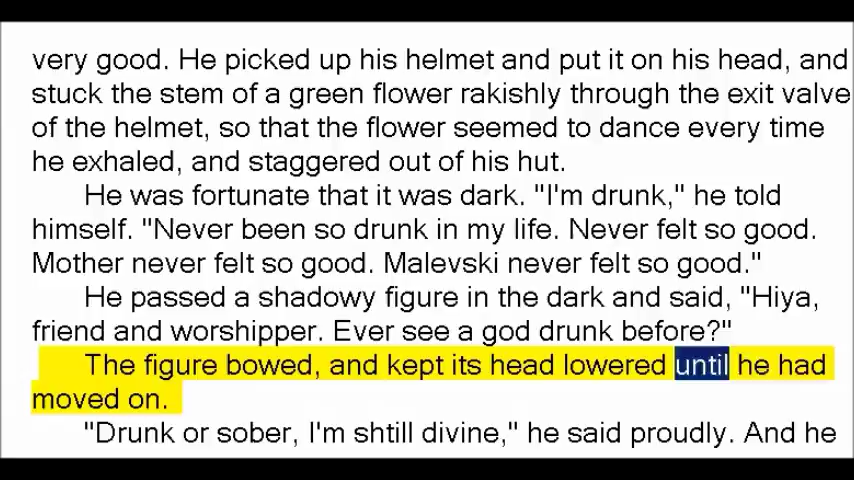 very good. He picked up his helmet and put it on his head, and
stuck the stem of a green flower rakishly through the exit valve
of the helmet, so that the flower seemed to dance every time
he exhaled, and staggered out of his hut.
He was fortunate that it was dark. "I'm drunk," he told
himself. "Never been so drunk in my life. Never felt so good.
Mother never felt so good. Malevski never felt so good."
He passed a shadowy figure in the dark and said, "Hiya,
friend and worshipper. Ever see a god drunk before?"
The figure bowed, and kept its head lowered until he had
moved on.
"Drunk or sober, I'm shtill divine," he said proudly. And he